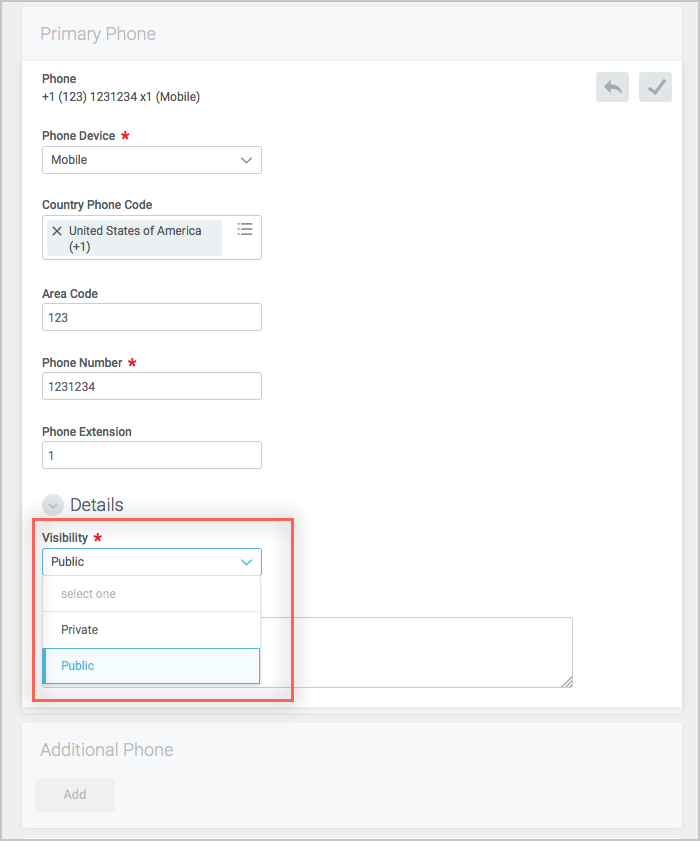 Primary Phone
Phone
+1 (123) 1231234 x1 (Mobile)
Phone Device *
Mobile
Country Phone Code
United States of America
(+1)
Area Code
123
Phone Number *
1231234
Phone Extension
1
Details
Visibility *
Public
select one
Private
Public
Additional Phone
Add